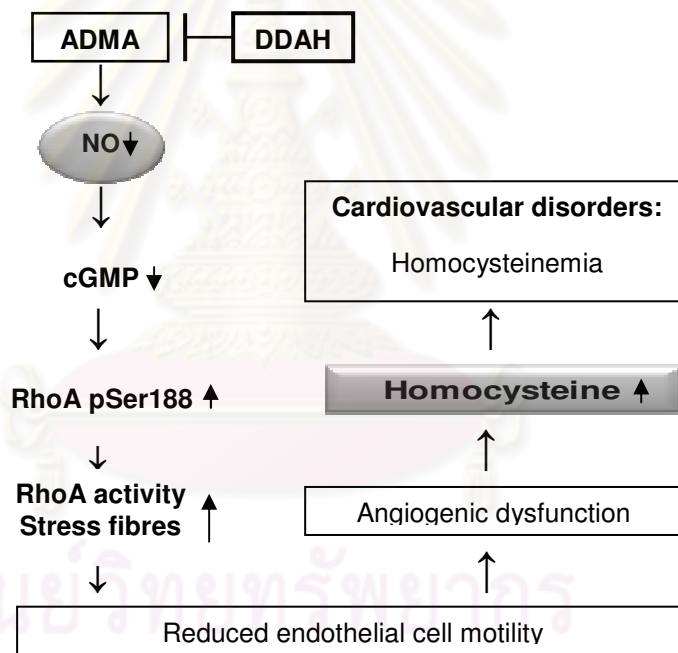 ADMA
DDAH
NO
cGMP
RhoA pSer188
RhoA activity
Stress fibres
Reduced endothelial cell motility
Angiogenic dysfunction
Homocysteine
Cardiovascular disorders:
Homocysteinemia
ศูนย์วิทยทรัพยากร